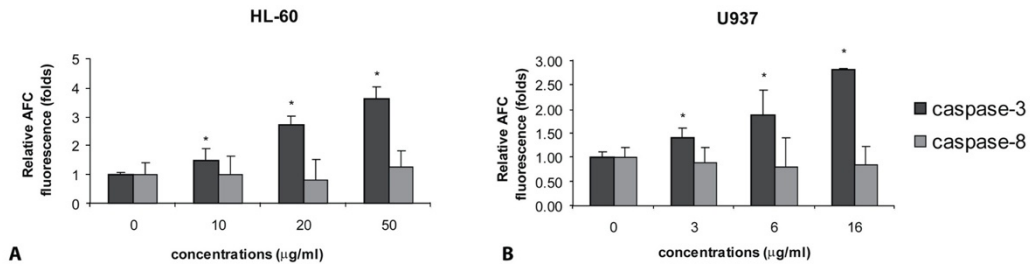 HL-60
Relative AFC
fluorescence (folds)
5
4
3
2
1
0
* * *
0 10 20 50
concentrations (μg/ml)
A
U937
Relative AFC
fluorescence (folds)
3.00
2.50
2.00
1.50
1.00
0.50
0.00
* * *
0 3 6 16
concentrations (μg/ml)
B
caspase-3
caspase-8